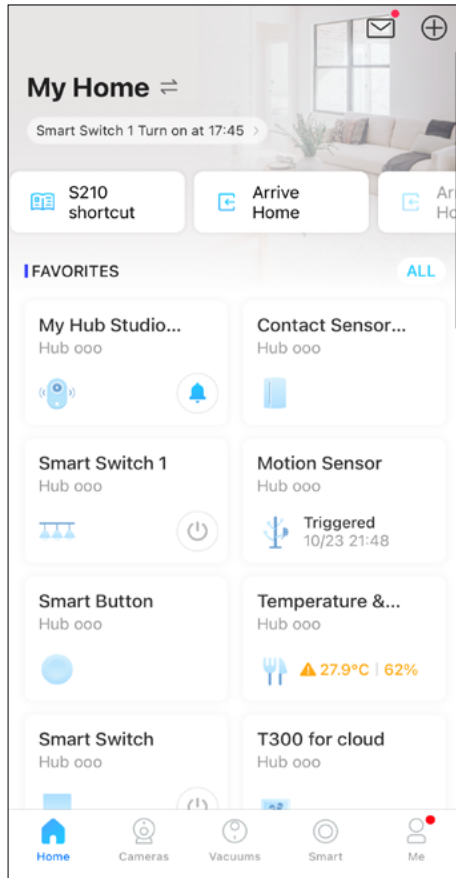 My Home
Smart Switch 1 Turn on at 17:45
S210
shortcut
Arrive
Home
Ar
Ho
FAVORITES
ALL
My Hub Studio...
Hub ooo
Contact Sensor...
Hub ooo
Smart Switch 1
Hub ooo
Motion Sensor
Hub ooo
Triggered
10/23 21:48
Smart Button
Hub ooo
Temperature &...
Hub ooo
27.9°C | 62%
Smart Switch
Hub ooo
T300 for cloud
Hub ooo
Home
Cameras
Vacuums
Smart
Me